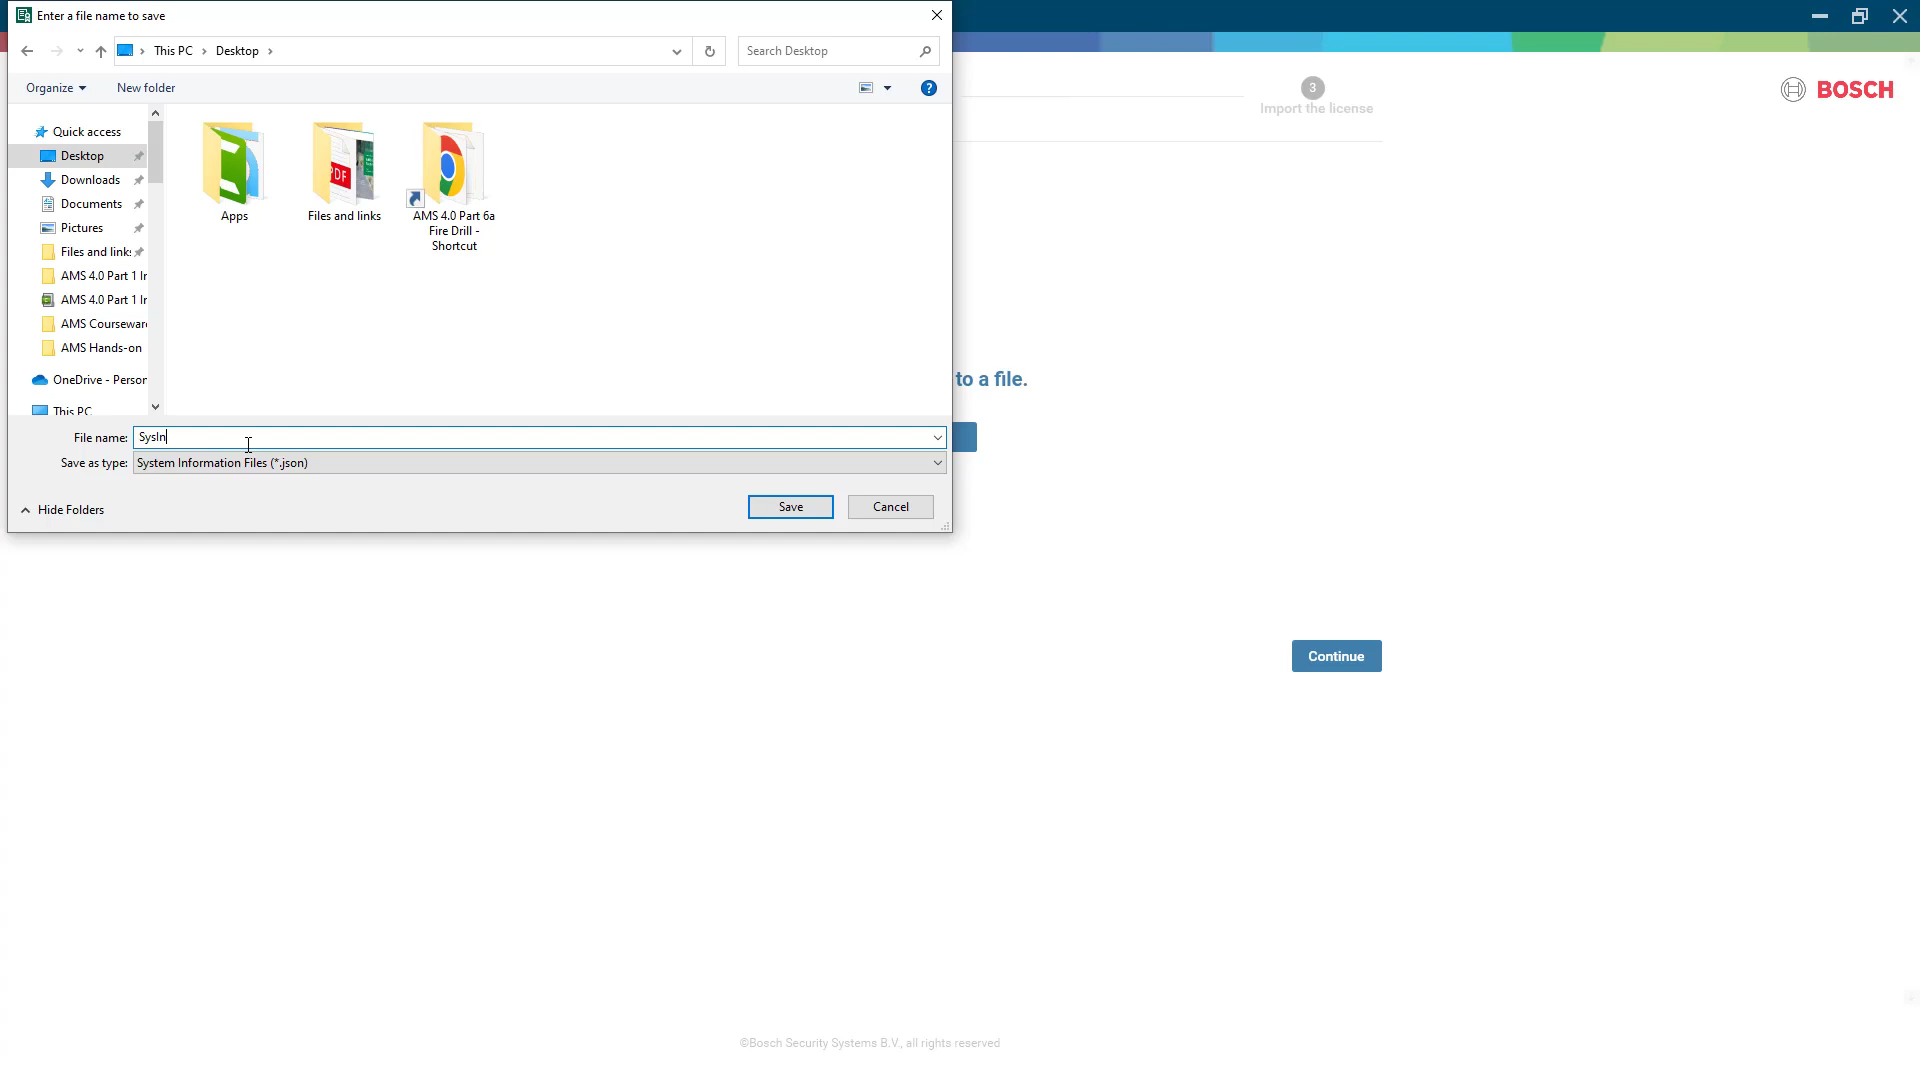 Enter a file name to save
This PC
Desktop
Search Desktop
Organize
New folder
?
Quick access
Desktop
Downloads
Documents
Pictures
Files and links
AMS 4.0 Part 1 Ir
AMS 4.0 Part 1 Ir
AMS Courseware
AMS Hands-on
OneDrive - Person
This PC
Apps
PDF
Files and links
AMS 4.0 Part 6a
Fire Drill -
Shortcut
File name:
SysIn
Save as type:
System Information Files (*.json)
Hide Folders
Save
Cancel
3
Import the license
BOSCH
to a file.
Continue
©Bosch Security Systems B.V., all rights reserved